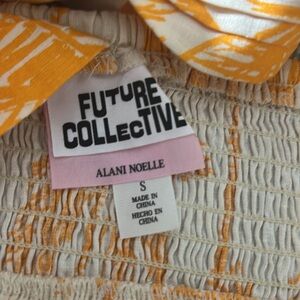 FUTURE
COLLECTIVE
ALANI NOELLE
S
MADE IN
CHINA
HECHO EN
CHINA